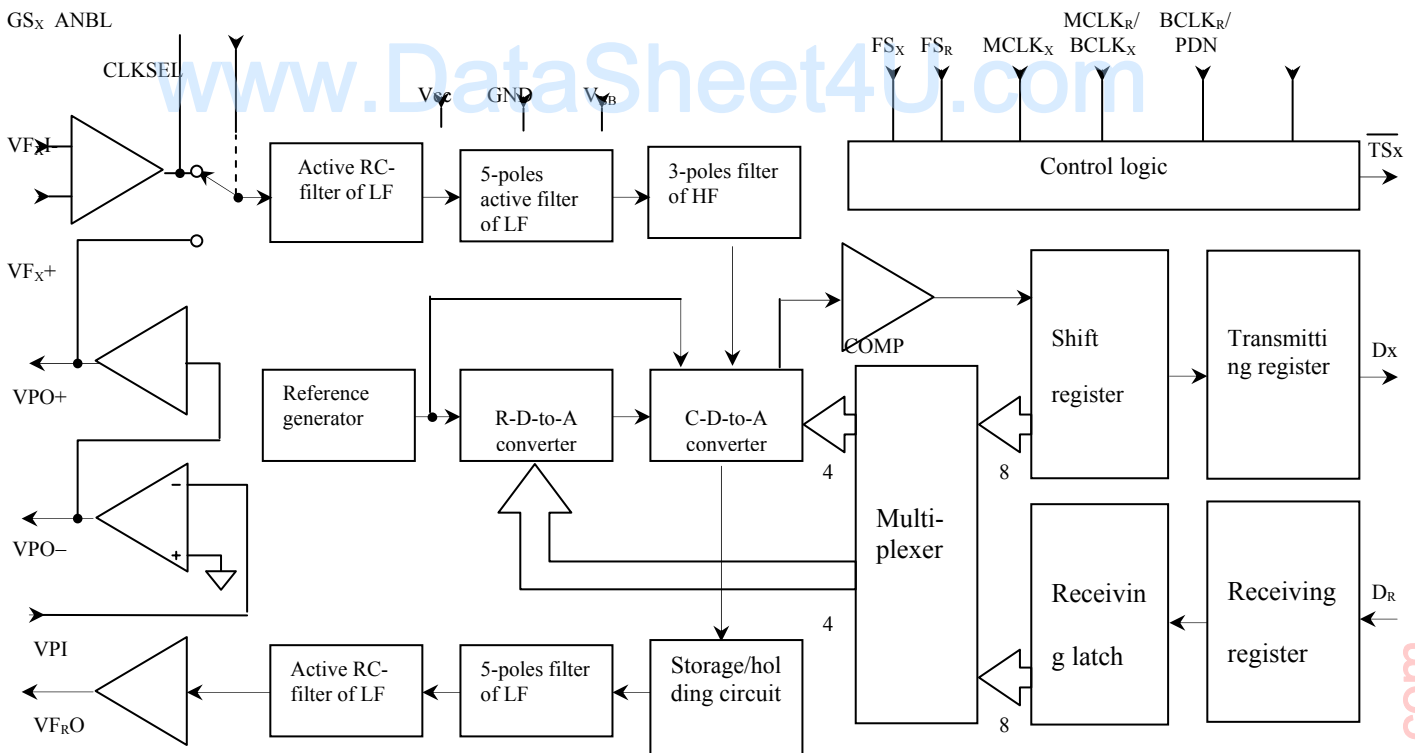 GSX ANBL
CLKSEL
www.DataSheet4U.com
VFXI-
VFX+
VPO+
VPO–
VPI
VFRO
Vcc
GND
VBB
FSX
FSR
MCLKX
MCLKR/
BCLKX
BCLKR/
PDN
Control logic
TSx
Active RC-
filter of LF
5-poles
active filter
of LF
3-poles filter
of HF
COMP
Shift
register
Transmitti
ng register
Dx
Reference
generator
R-D-to-A
converter
C-D-to-A
converter
4
8
Multi-
plexer
–
+
4
8
Receivin
g latch
Receiving
register
DR
Active RC-
filter of LF
5-poles filter
of LF
Storage/hol
ding circuit
com